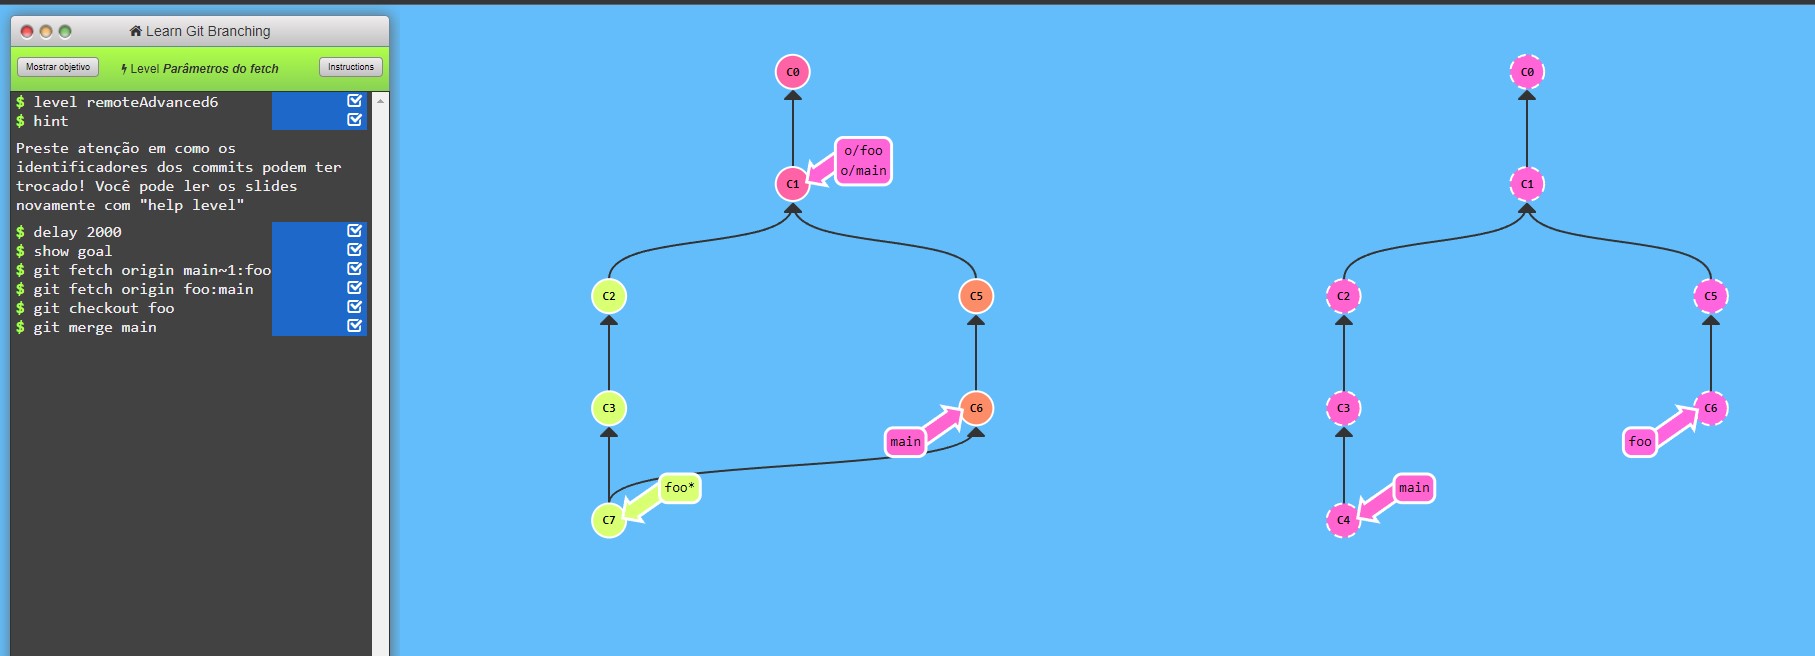 Learn Git Branching
Mostrar objetivo
Level Parâmetros do fetch
Instructions
$ level remoteAdvanced6
$ hint
Preste atenção em como os
identificadores dos commits podem ter
trocado! Você pode ler os slides
novamente com "help level"
$ delay 2000
$ show goal
$ git fetch origin main~1:foo
$ git fetch origin foo:main
$ git checkout foo
$ git merge main
C0
o/foo
o/main
C1
C2
C5
C3
C6
main
foo*
C7
C0
C1
C2
C5
C3
C6
foo
main
C4